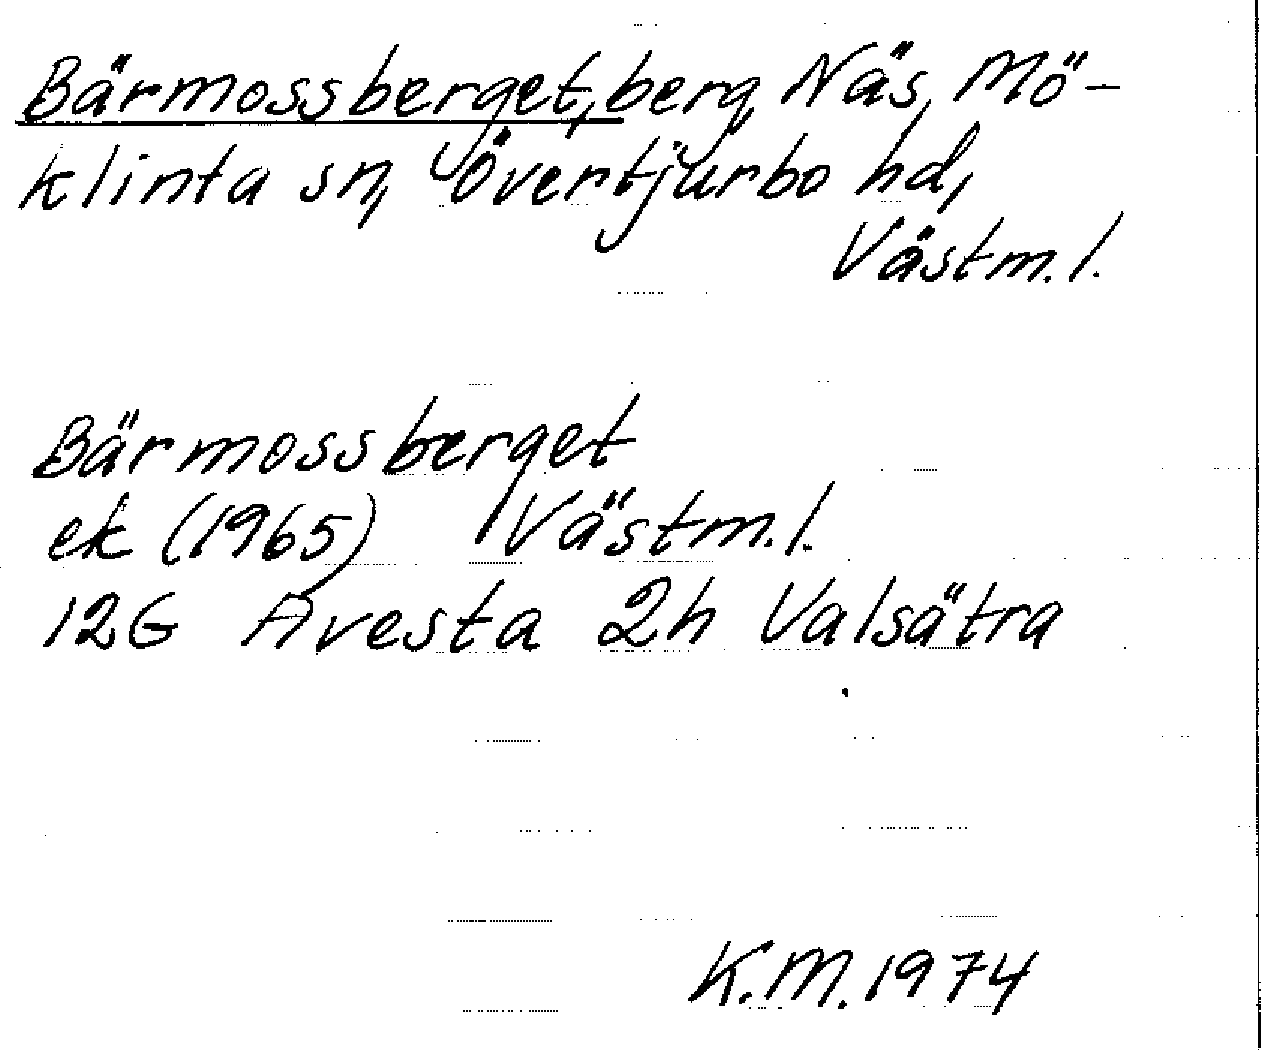 Bärmossberget, berg, Näs, Mö-
klinta sn, Övertjurbo hd,
Västm. l.
Bärmossberget
ek (1965) Västm. l.
12G Avesta 2h Valsätra
K.M. 1974